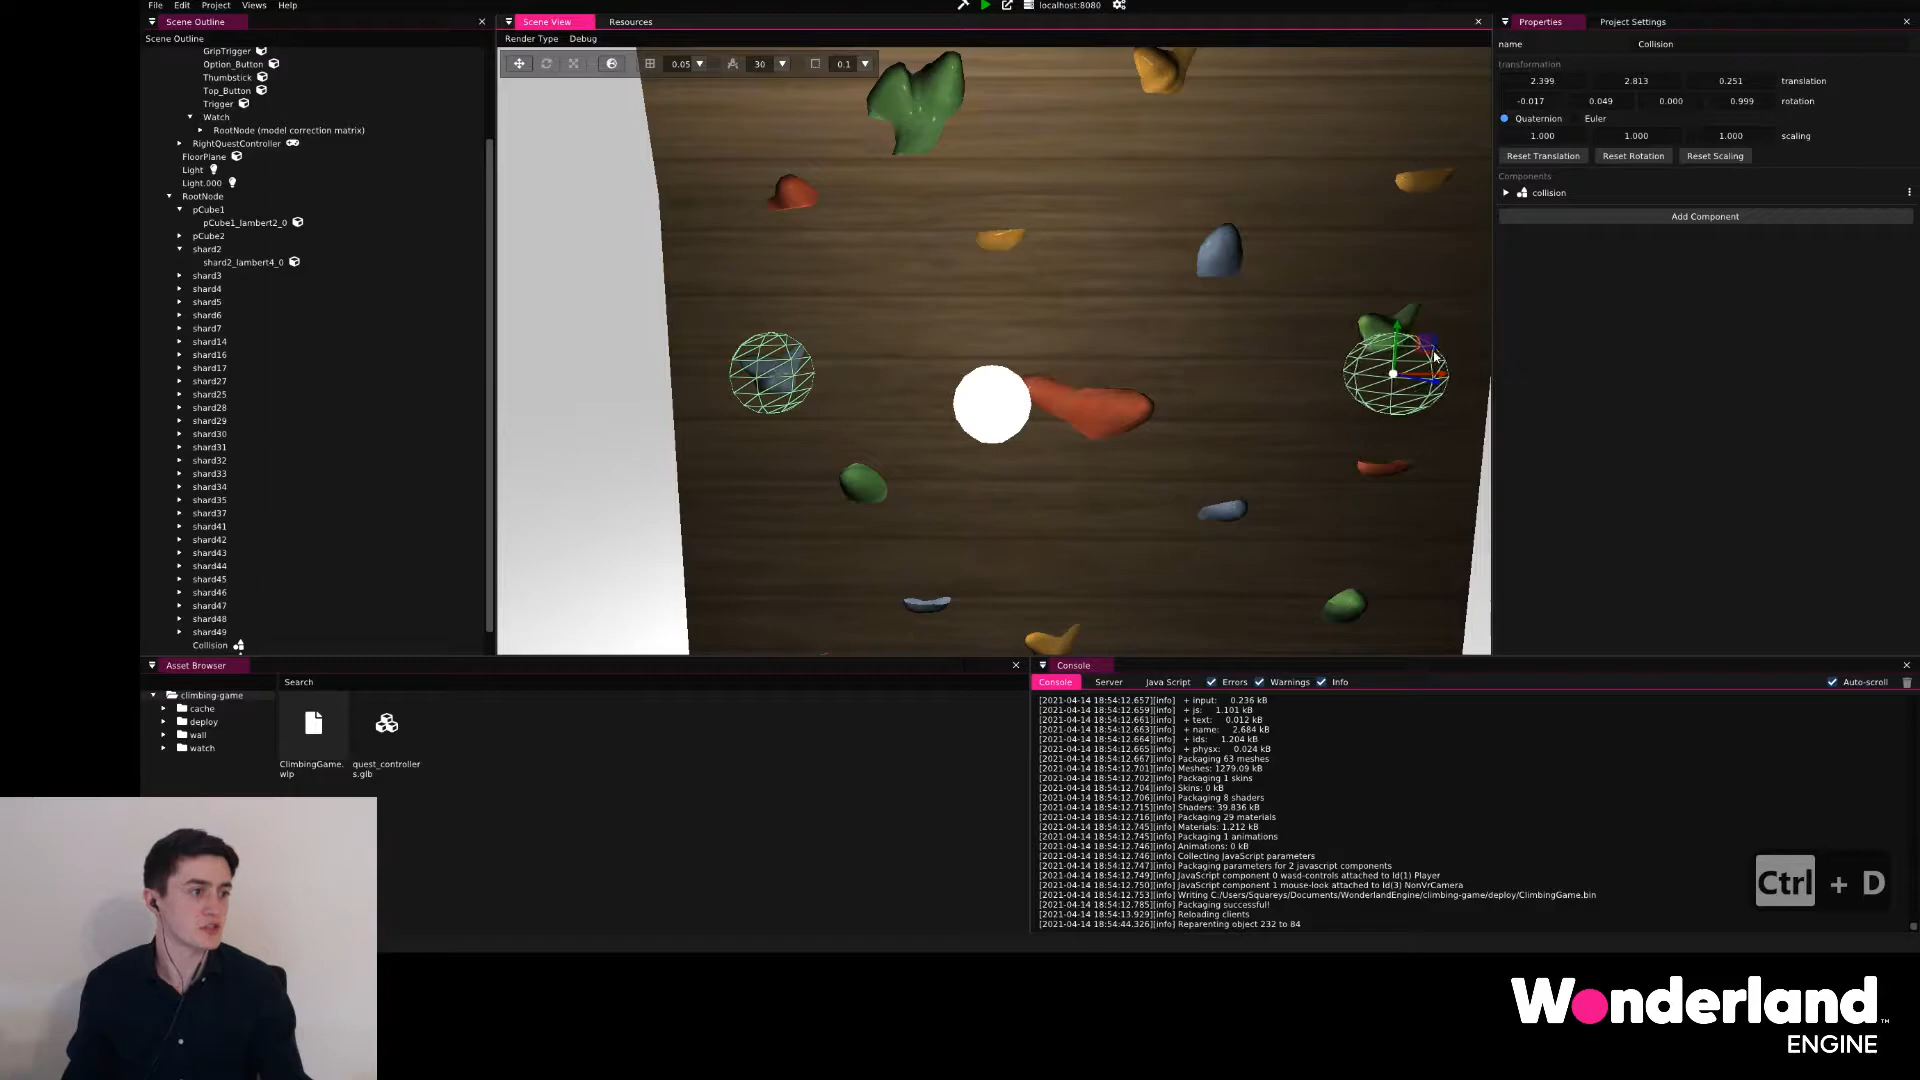 File Edit Project Views Help
localhost:8080
Scene Outline
Scene Outline
GripTrigger
Option_Button
Thumbstick
Top_Button
Trigger
Watch
RootNode (model correction matrix)
RightQuestController
FloorPlane
Light
Light.000
RootNode
pCube1
pCube1_lambert2_0
pCube2
shard2
shard2_lambert4_0
shard3
shard4
shard5
shard6
shard7
shard14
shard16
shard17
shard27
shard25
shard28
shard29
shard30
shard31
shard32
shard33
shard34
shard35
shard37
shard41
shard42
shard43
shard44
shard45
shard46
shard47
shard48
shard49
Collision
Scene View Resources
Render Type Debug
0.05 30 0.1
Properties Project Settings
name Collision
transformation
2.399 2.813 0.251 translation
-0.017 0.049 0.000 0.999 rotation
Quaternion Euler
1.000 1.000 1.000 scaling
Reset Translation Reset Rotation Reset Scaling
Components
collision
Add Component
Asset Browser
Search
climbing-game
cache
deploy
wall
watch
ClimbingGame.
wlp
quest_controller
s.glb
Console
Console Server Java Script Errors Warnings Info Auto-scroll
[2021-04-14 18:54:12.657][info] + input: 0.236 kB
[2021-04-14 18:54:12.659][info] + js: 1.101 kB
[2021-04-14 18:54:12.661][info] + text: 0.012 kB
[2021-04-14 18:54:12.663][info] + name: 2.684 kB
[2021-04-14 18:54:12.664][info] + ids: 1.204 kB
[2021-04-14 18:54:12.665][info] + physx: 0.024 kB
[2021-04-14 18:54:12.667][info] Packaging 63 meshes
[2021-04-14 18:54:12.701][info] Meshes: 1279.09 kB
[2021-04-14 18:54:12.702][info] Packaging 1 skins
[2021-04-14 18:54:12.704][info] Skins: 0 kB
[2021-04-14 18:54:12.706][info] Packaging 8 shaders
[2021-04-14 18:54:12.715][info] Shaders: 39.836 kB
[2021-04-14 18:54:12.716][info] Packaging 29 materials
[2021-04-14 18:54:12.745][info] Materials: 1.212 kB
[2021-04-14 18:54:12.745][info] Packaging 1 animations
[2021-04-14 18:54:12.746][info] Animations: 0 kB
[2021-04-14 18:54:12.746][info] Collecting JavaScript parameters
[2021-04-14 18:54:12.747][info] Packaging parameters for 2 javascript components
[2021-04-14 18:54:12.749][info] JavaScript component 0 wasd-controls attached to Id(1) Player
[2021-04-14 18:54:12.750][info] JavaScript component 1 mouse-look attached to Id(3) NonVrCamera
[2021-04-14 18:54:12.753][info] Writing C:/Users/Squareys/Documents/WonderlandEngine/climbing-game/deploy/ClimbingGame.bin
[2021-04-14 18:54:12.785][info] Packaging successful!
[2021-04-14 18:54:13.929][info] Reloading clients
[2021-04-14 18:54:44.326][info] Reparenting object 232 to 84
Ctrl + D
Wonderland™
ENGINE